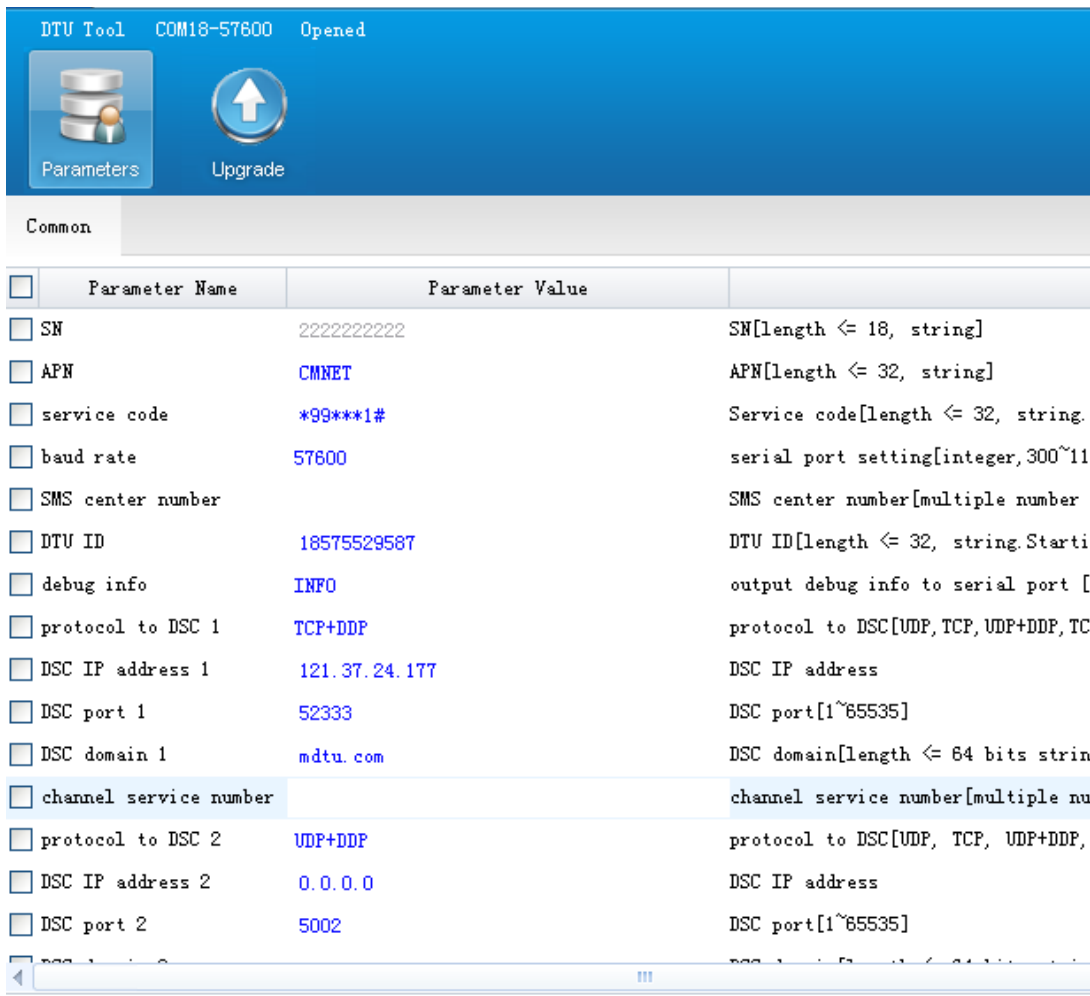 DTU Tool COM18-57600 Opened
Parameters Upgrade
Common
Parameter Name Parameter Value
SN 2222222222 SN[length <= 18, string]
APN CMNET APN[length <= 32, string]
service code *99***1# Service code[length <= 32, string.
baud rate 57600 serial port setting[integer,300~11
SMS center number SMS center number[multiple number
DTU ID 18575529587 DTU ID[length <= 32, string.Starti
debug info INFO output debug info to serial port [
protocol to DSC 1 TCP+DDP protocol to DSC[UDP,TCP,UDP+DDP,TC
DSC IP address 1 121.37.24.177 DSC IP address
DSC port 1 52333 DSC port[1~65535]
DSC domain 1 mdtu.com DSC domain[length <= 64 bits strin
channel service number channel service number[multiple nu
protocol to DSC 2 UDP+DDP protocol to DSC[UDP, TCP, UDP+DDP,
DSC IP address 2 0.0.0.0 DSC IP address
DSC port 2 5002 DSC port[1~65535]